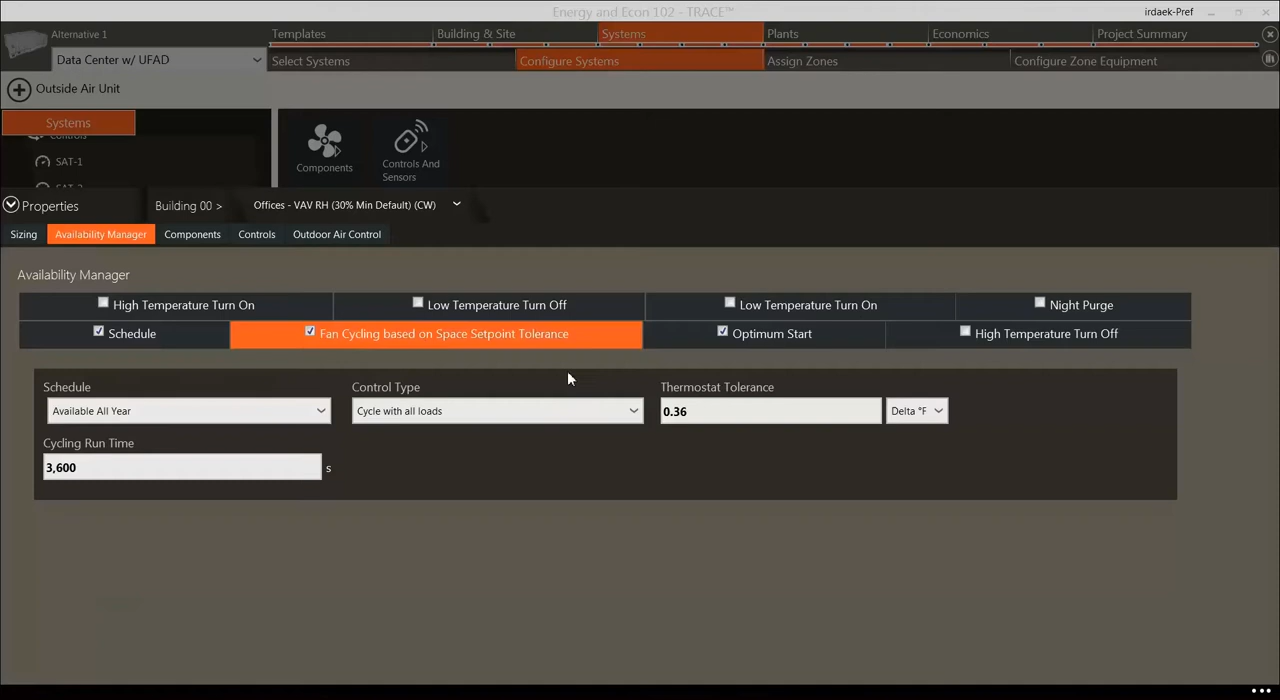 Energy and Econ 102 - TRACE™
irdaek-Pref
Alternative 1
Templates
Building & Site
Systems
Plants
Economics
Project Summary
Data Center w/ UFAD
Select Systems
Configure Systems
Assign Zones
Configure Zone Equipment
Outside Air Unit
Systems
Controls
SAT-1
Components
Controls And
Sensors
Properties
Building 00 >
Offices - VAV RH (30% Min Default) (CW)
Sizing
Availability Manager
Components
Controls
Outdoor Air Control
Availability Manager
High Temperature Turn On
Low Temperature Turn Off
Low Temperature Turn On
Night Purge
Schedule
Fan Cycling based on Space Setpoint Tolerance
Optimum Start
High Temperature Turn Off
Schedule
Control Type
Thermostat Tolerance
Available All Year
Cycle with all loads
0.36
Delta °F
Cycling Run Time
3,600
s